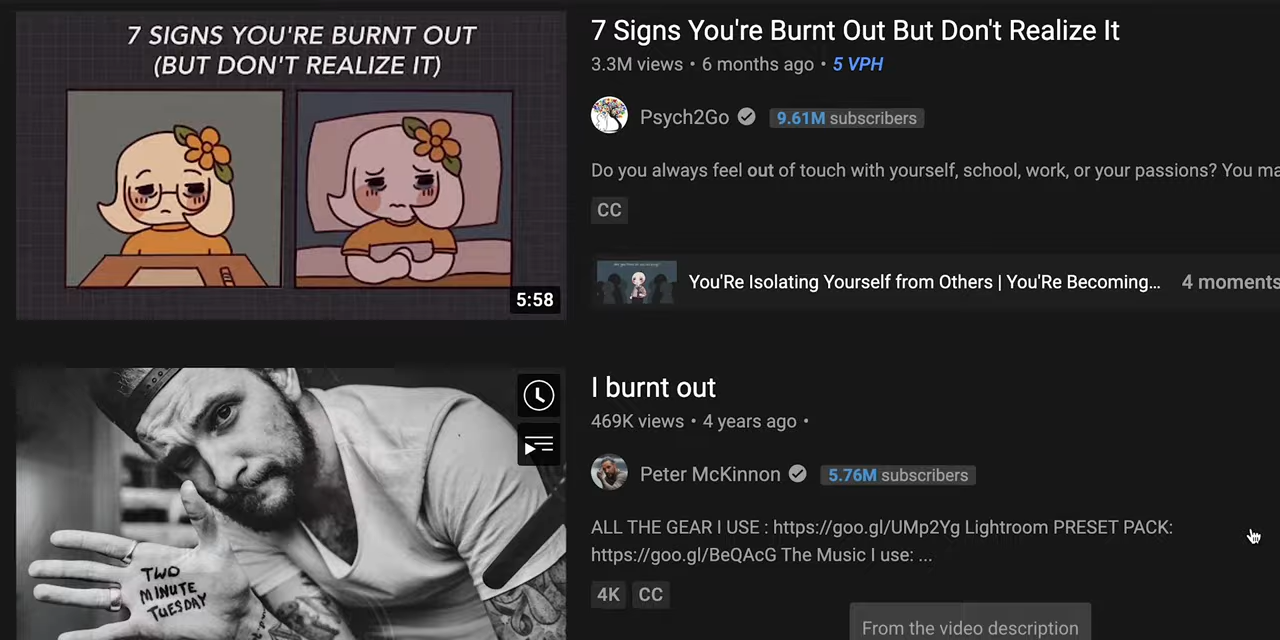 7 SIGNS YOU'RE BURNT OUT
(BUT DON'T REALIZE IT)
5:58
7 Signs You're Burnt Out But Don't Realize It
3.3M views • 6 months ago • 5 VPH
Psych2Go
9.61M subscribers
Do you always feel out of touch with yourself, school, work, or your passions? You ma
CC
You'Re Isolating Yourself from Others | You'Re Becoming...
4 moments
TWO
MINUTE
TUESDAY
I burnt out
469K views • 4 years ago •
Peter McKinnon
5.76M subscribers
ALL THE GEAR I USE : https://goo.gl/UMp2Yg Lightroom PRESET PACK:
https://goo.gl/BeQAcG The Music I use: ...
4K CC
From the video description